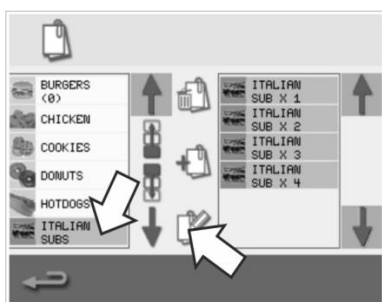 BURGERS
(0)
CHICKEN
COOKIES
DONUTS
HOTDOGS
ITALIAN
SUBS
ITALIAN
SUB X 1
ITALIAN
SUB X 2
ITALIAN
SUB X 3
ITALIAN
SUB X 4